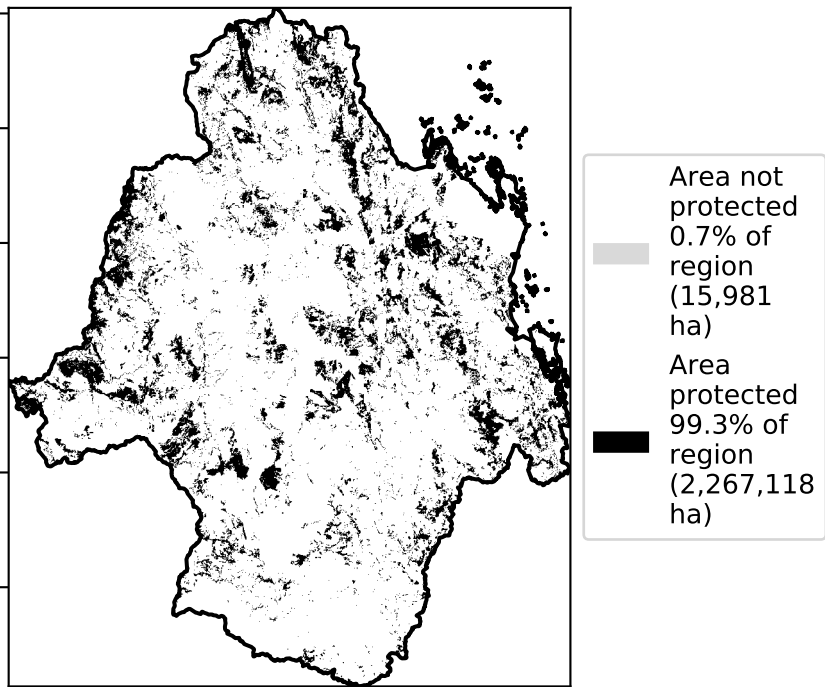 Area not
protected
0.7% of
region
(15,981
ha)
Area
protected
99.3% of
region
(2,267,118
ha)